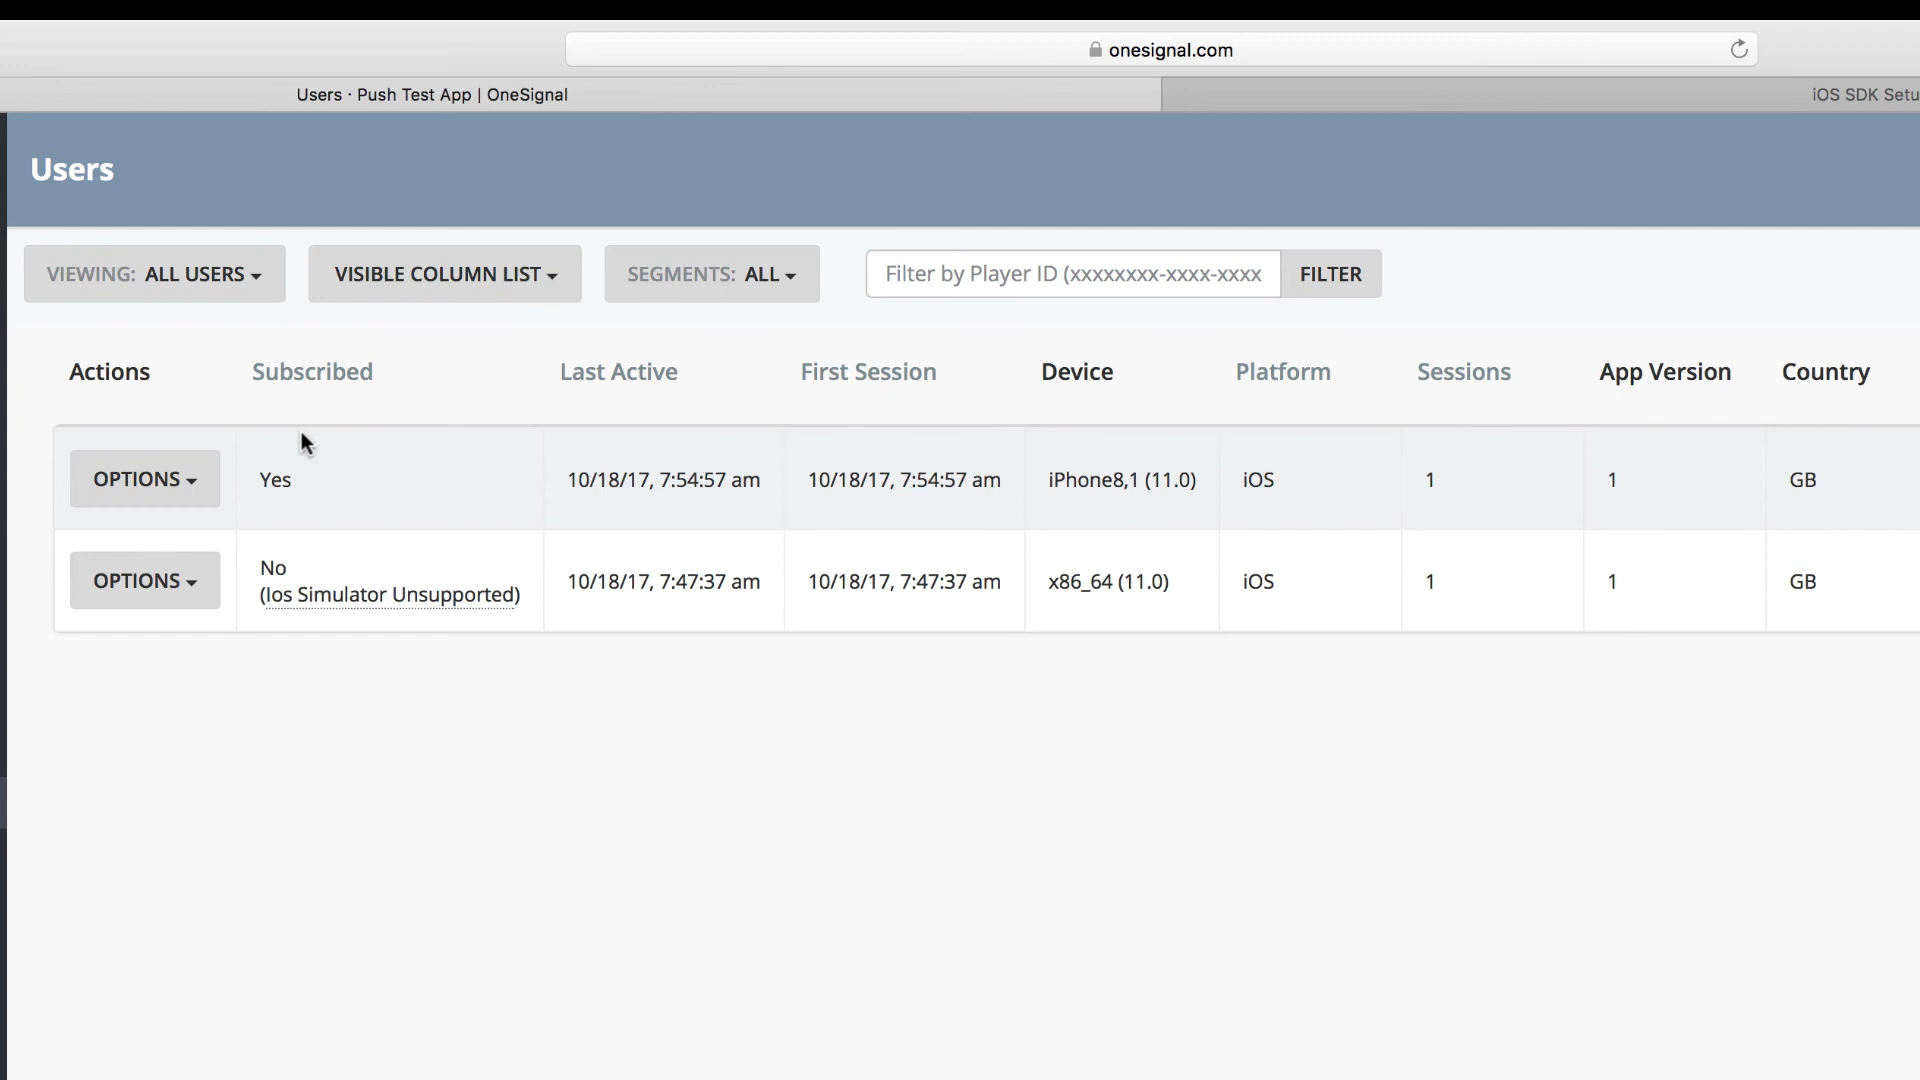 onesignal.com
Users · Push Test App | OneSignal
iOS SDK Setu
Users
VIEWING: ALL USERS
VISIBLE COLUMN LIST
SEGMENTS: ALL
Filter by Player ID (xxxxxxxx-xxxx-xxxx
FILTER
Actions Subscribed Last Active First Session Device Platform Sessions App Version Country
OPTIONS Yes 10/18/17, 7:54:57 am 10/18/17, 7:54:57 am iPhone8,1 (11.0) iOS 1 1 GB
OPTIONS No
(Ios Simulator Unsupported) 10/18/17, 7:47:37 am 10/18/17, 7:47:37 am x86_64 (11.0) iOS 1 1 GB